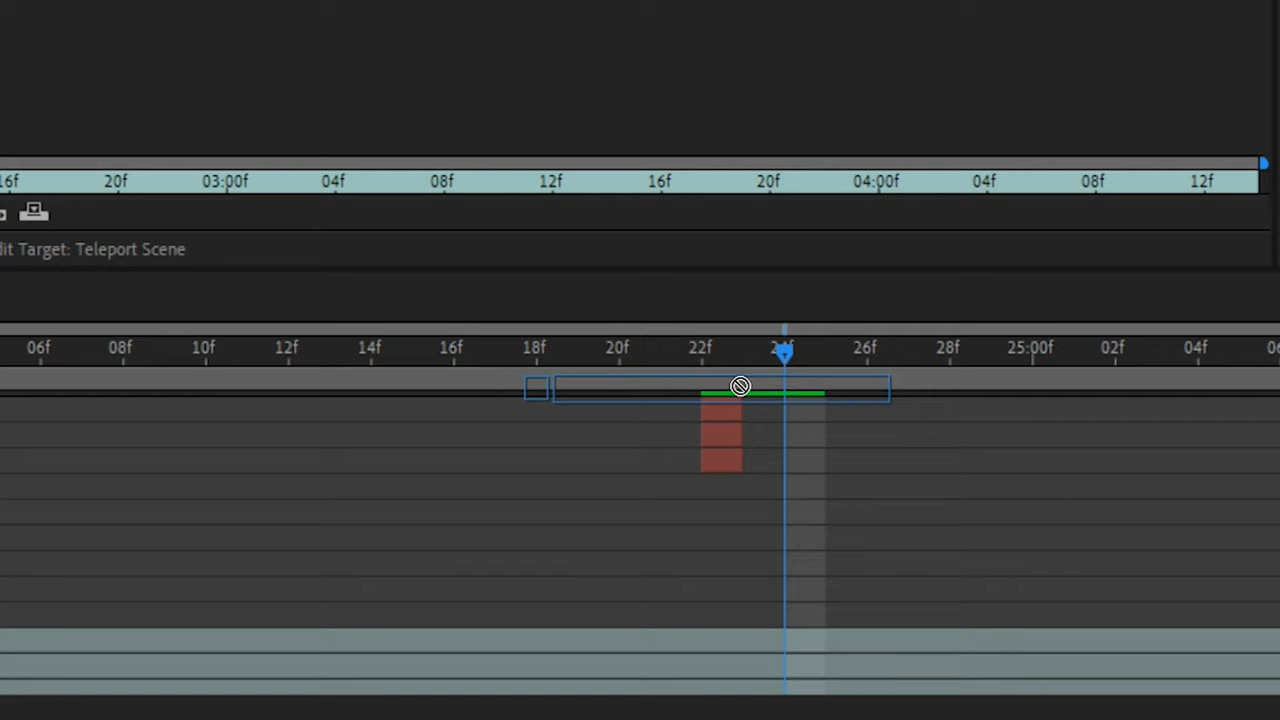 16f 20f 03:00f 04f 08f 12f 16f 20f 04:00f 04f 08f 12f
dit Target: Teleport Scene
06f 08f 10f 12f 14f 16f 18f 20f 22f 24f 26f 28f 25:00f 02f 04f